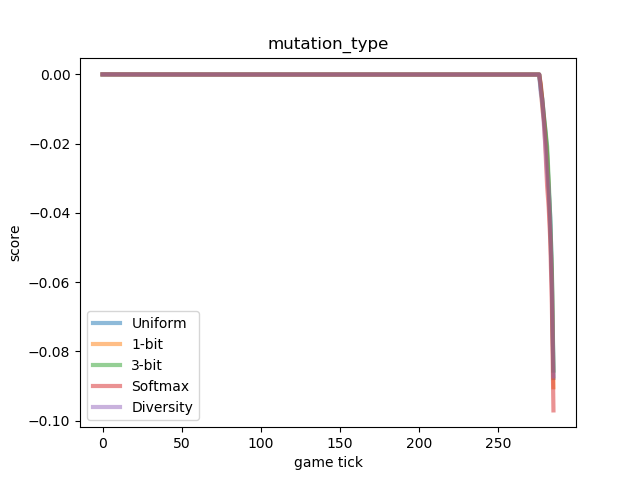 mutation_type
score
0.00
−0.02
−0.04
−0.06
−0.08
−0.10
Uniform
1-bit
3-bit
Softmax
Diversity
0 50 100 150 200 250
game tick